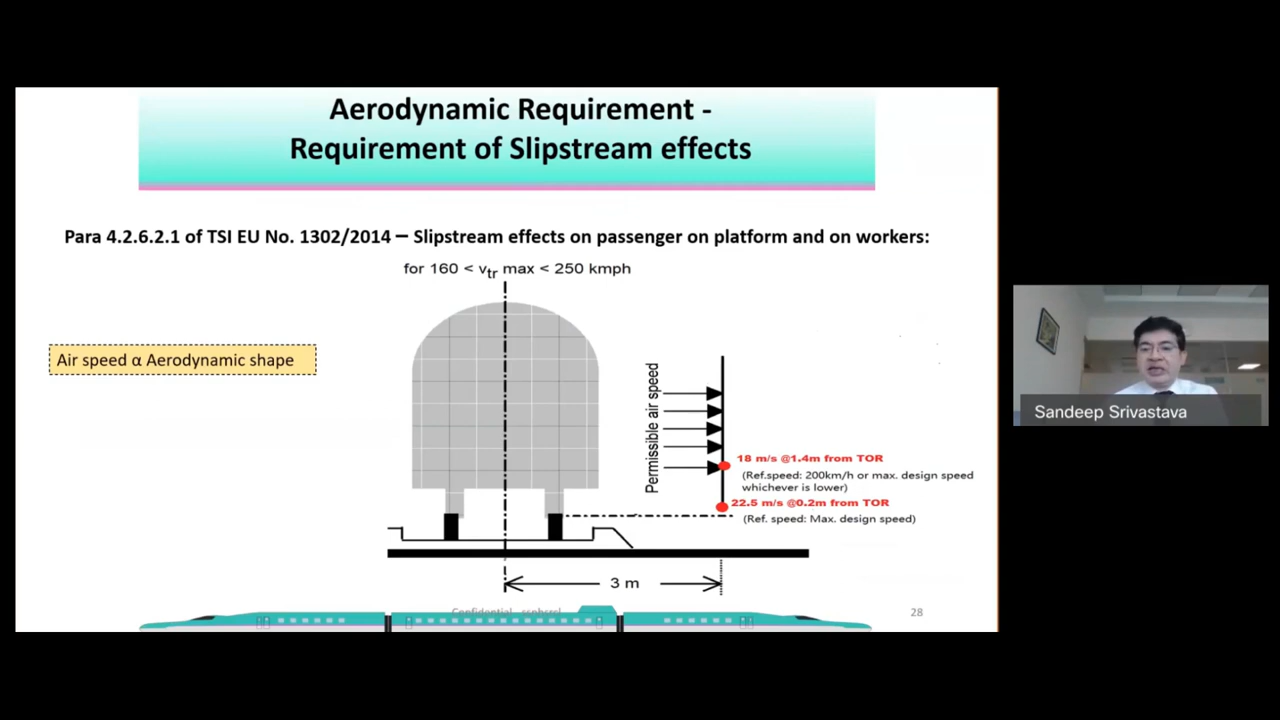 Aerodynamic Requirement -
Requirement of Slipstream effects
Para 4.2.6.2.1 of TSI EU No. 1302/2014 – Slipstream effects on passenger on platform and on workers:
for 160 < vtr max < 250 kmph
Air speed α Aerodynamic shape
Permissible air speed
18 m/s @1.4m from TOR
(Ref.speed: 200km/h or max. design speed
whichever is lower)
22.5 m/s @0.2m from TOR
(Ref. speed: Max. design speed)
3 m
Confidential
28
Sandeep Srivastava